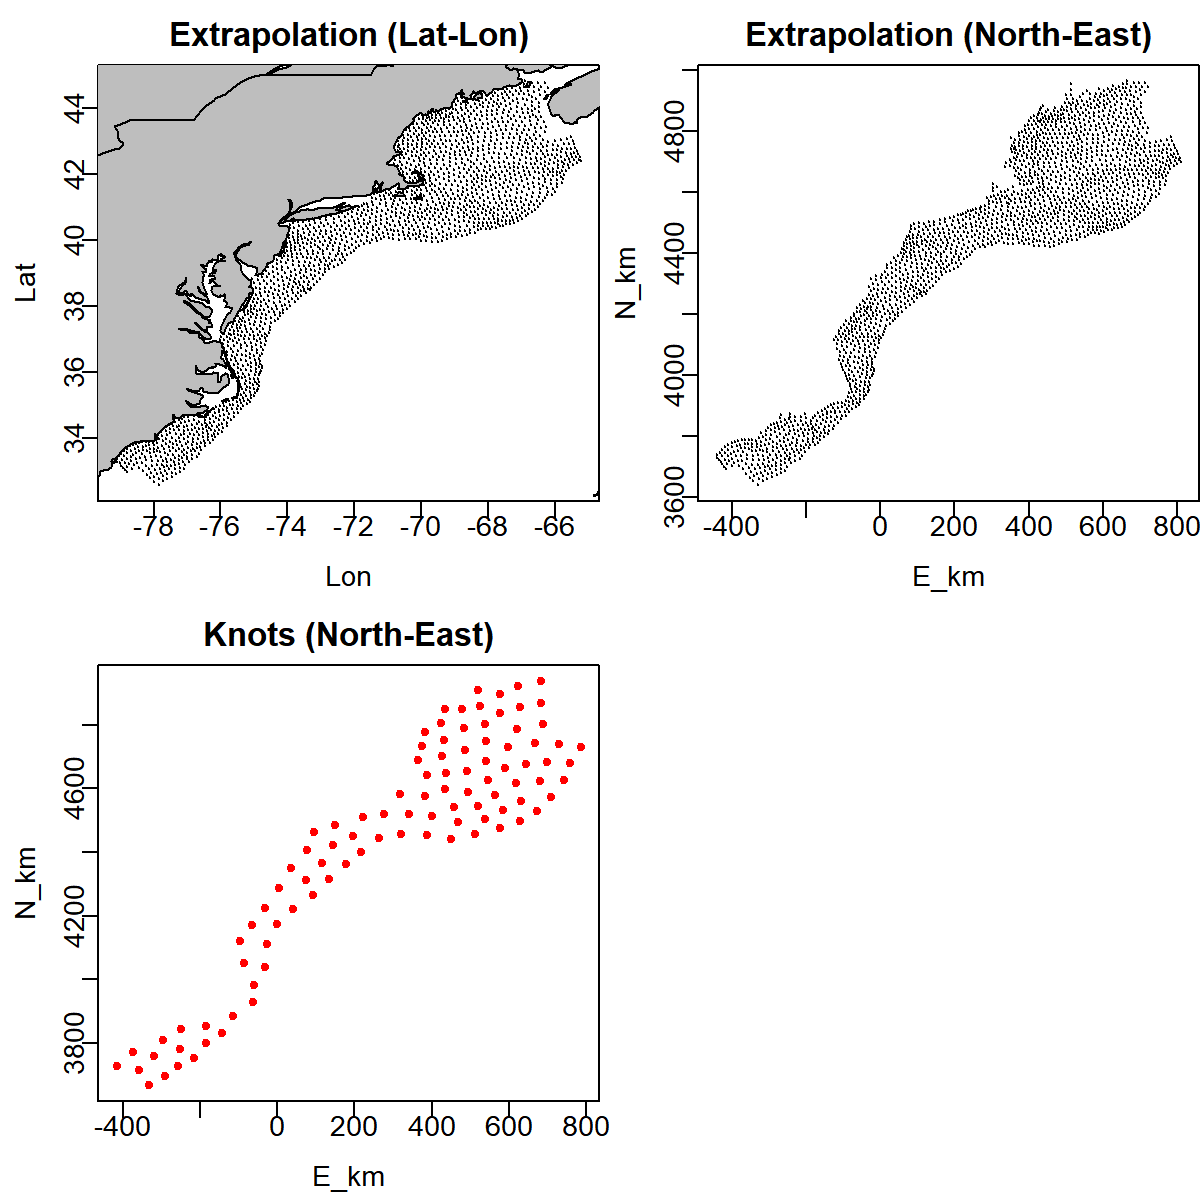 Extrapolation (Lat-Lon)
Lat
44
42
40
38
36
34
-78 -76 -74 -72 -70 -68 -66
Lon
Extrapolation (North-East)
N_km
4800
4400
4000
3600
-400 0 200 400 600 800
E_km
Knots (North-East)
N_km
4600
4200
3800
-400 0 200 400 600 800
E_km